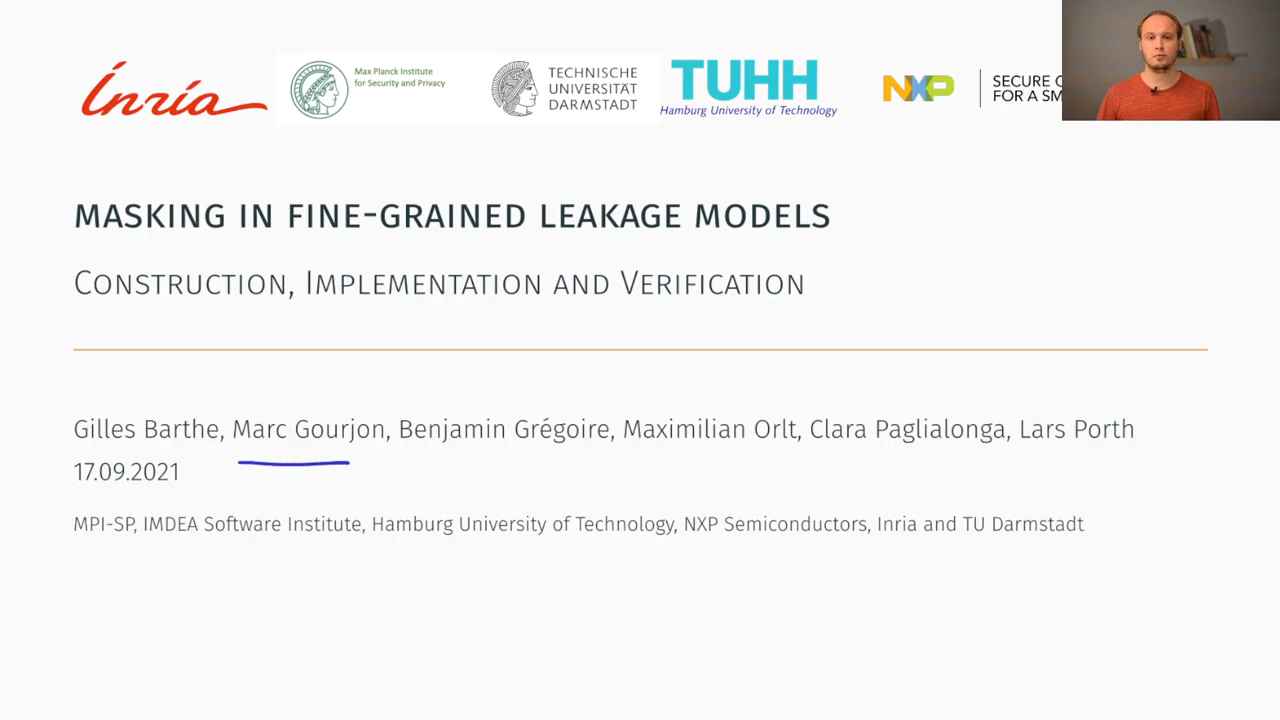 Inria
Max Planck Institute
for Security and Privacy
TECHNISCHE
UNIVERSITÄT
DARMSTADT
TUHH
Hamburg University of Technology
NXP
SECURE
FOR A
MASKING IN FINE-GRAINED LEAKAGE MODELS
CONSTRUCTION, IMPLEMENTATION AND VERIFICATION
Gilles Barthe, Marc Gourjon, Benjamin Grégoire, Maximilian Orlt, Clara Paglialonga, Lars Porth
17.09.2021
MPI-SP, IMDEA Software Institute, Hamburg University of Technology, NXP Semiconductors, Inria and TU Darmstadt